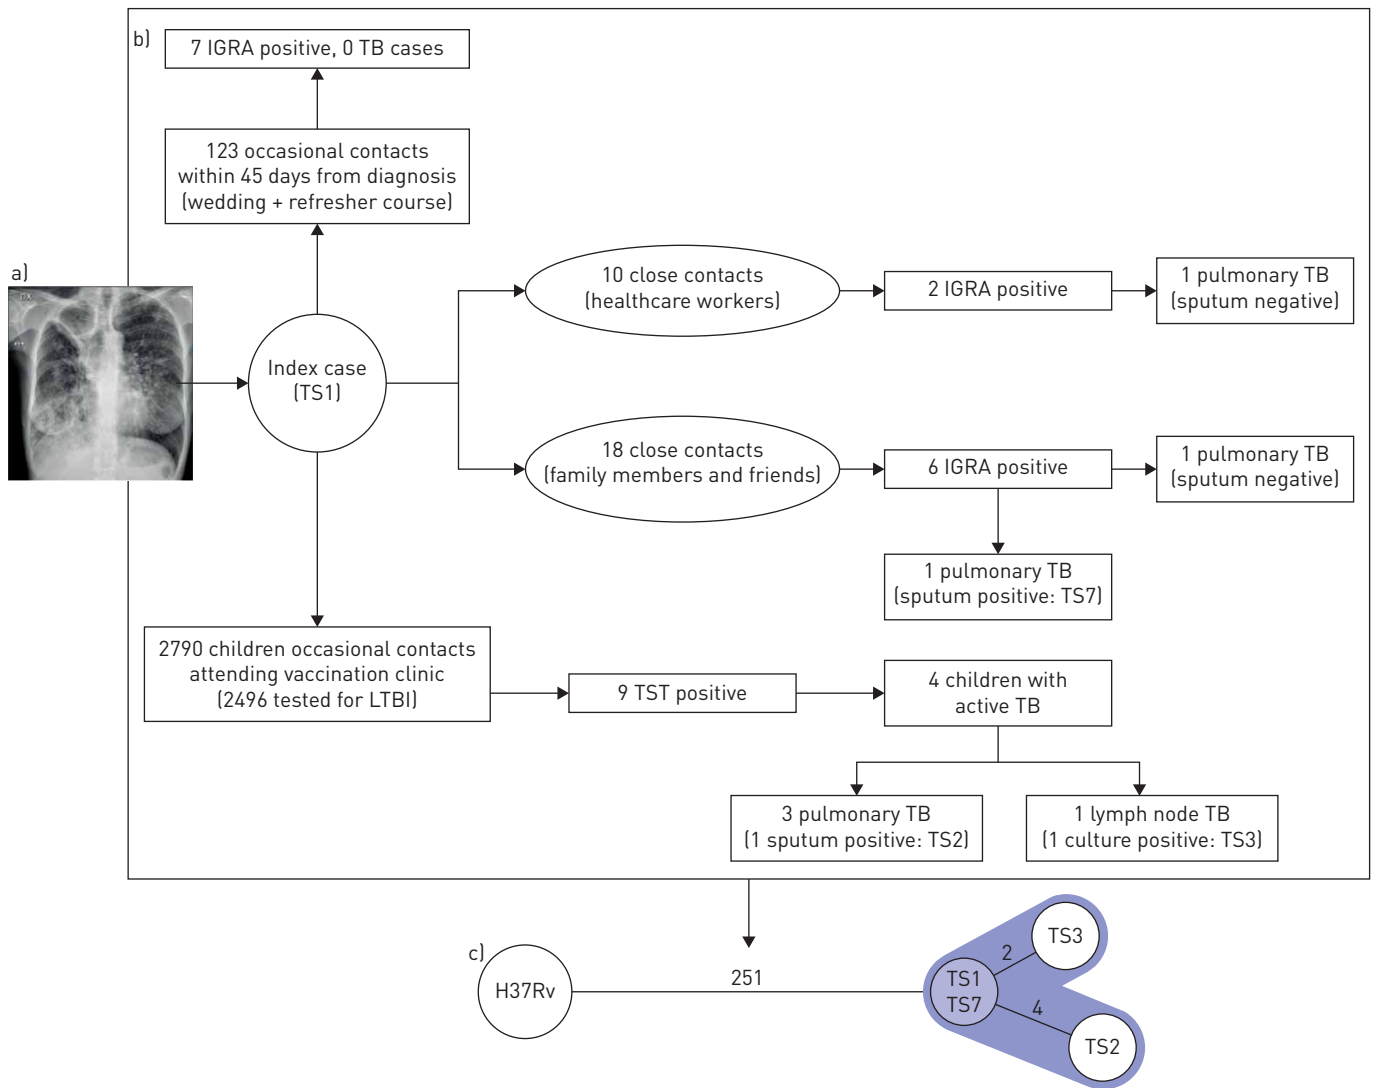 b)
7 IGRA positive, 0 TB cases
123 occasional contacts
within 45 days from diagnosis
(wedding + refresher course)
a)
DX
Index case
(TS1)
10 close contacts
(healthcare workers)
2 IGRA positive
1 pulmonary TB
(sputum negative)
18 close contacts
(family members and friends)
6 IGRA positive
1 pulmonary TB
(sputum negative)
1 pulmonary TB
(sputum positive: TS7)
2790 children occasional contacts
attending vaccination clinic
(2496 tested for LTBI)
9 TST positive
4 children with
active TB
3 pulmonary TB
(1 sputum positive: TS2)
1 lymph node TB
(1 culture positive: TS3)
c)
H37Rv
251
TS1
TS7
2
TS3
4
TS2